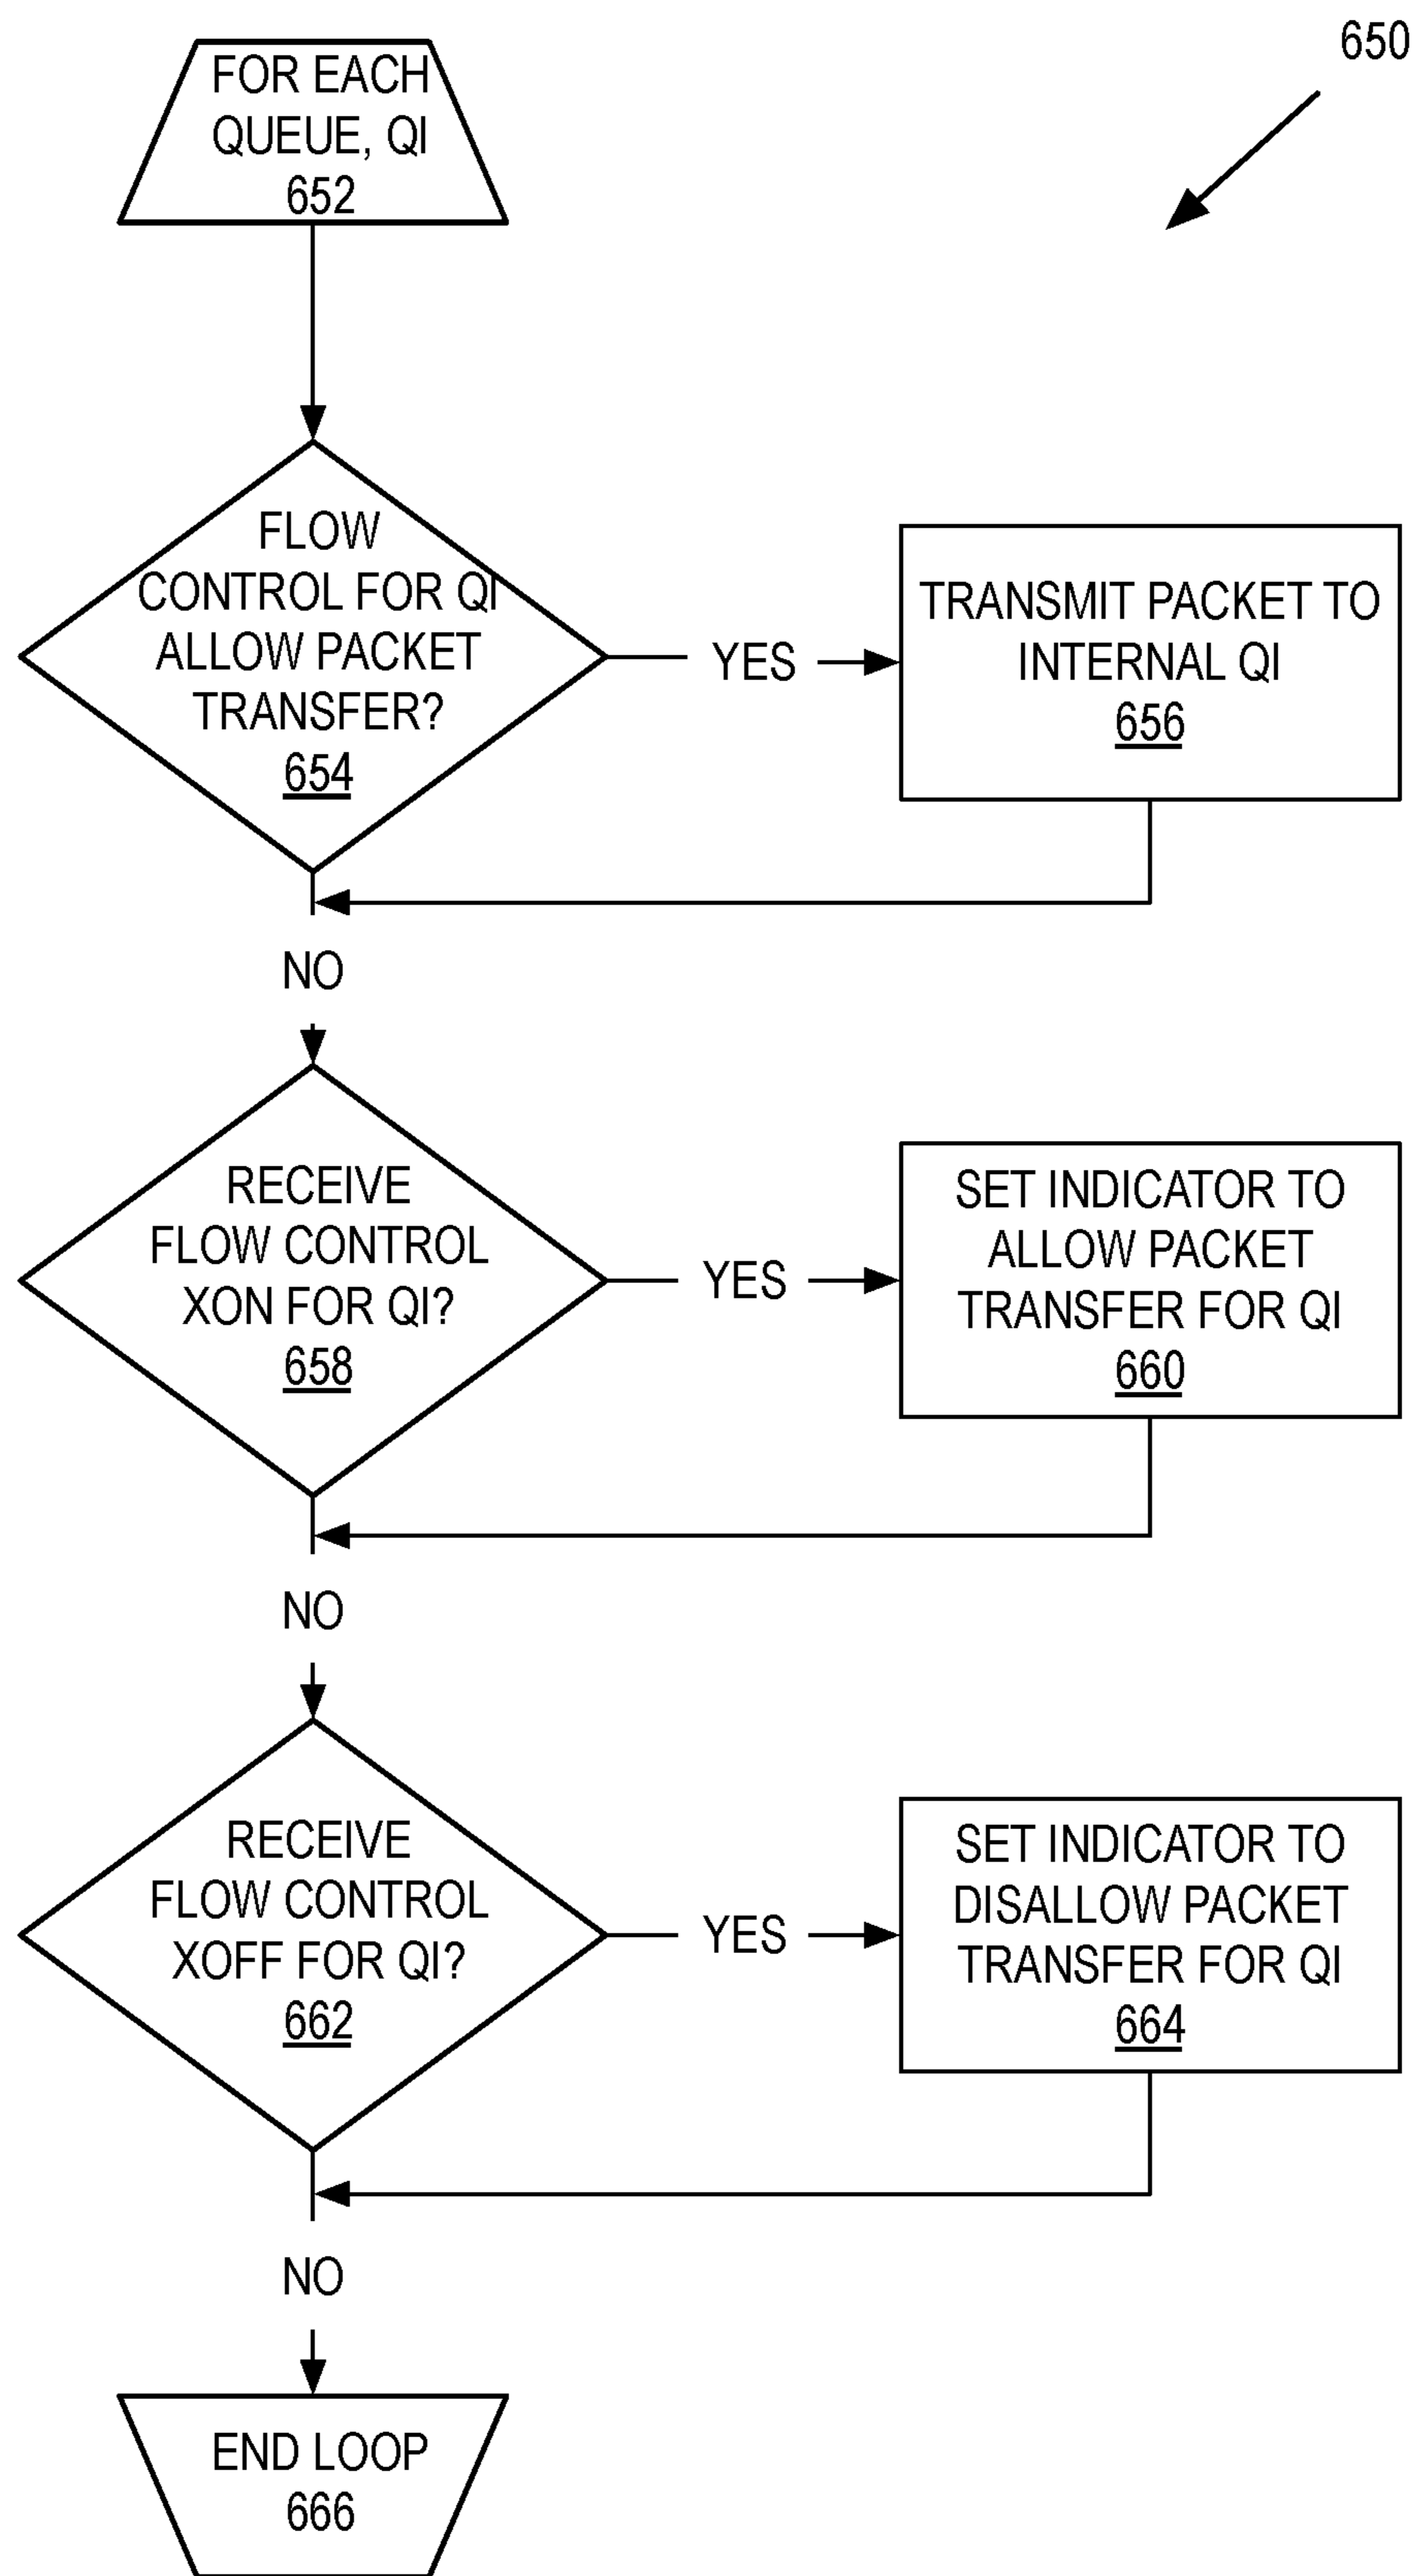 650
FOR EACH
QUEUE, QI
652
FLOW
CONTROL FOR QI
ALLOW PACKET
TRANSFER?
654
YES
TRANSMIT PACKET TO
INTERNAL QI
656
NO
RECEIVE
FLOW CONTROL
XON FOR QI?
658
YES
SET INDICATOR TO
ALLOW PACKET
TRANSFER FOR QI
660
NO
RECEIVE
FLOW CONTROL
XOFF FOR QI?
662
YES
SET INDICATOR TO
DISALLOW PACKET
TRANSFER FOR QI
664
NO
END LOOP
666